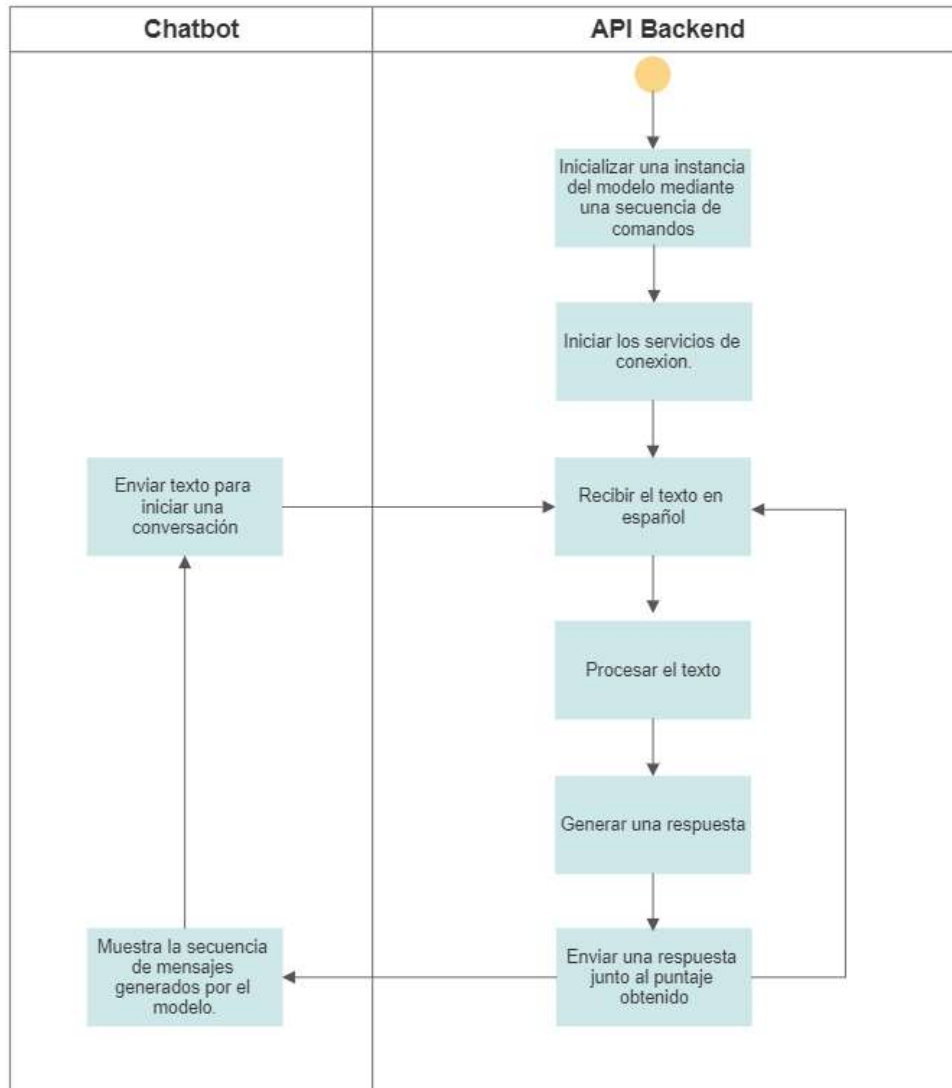 Chatbot
API Backend
Inicializar una instancia
del modelo mediante
una secuencia de
comandos
Iniciar los servicios de
conexion.
Enviar texto para
iniciar una
conversación
Recibir el texto en
español
Procesar el texto
Generar una respuesta
Muestra la secuencia
de mensajes
generados por el
modelo.
Enviar una respuesta
junto al puntaje
obtenido